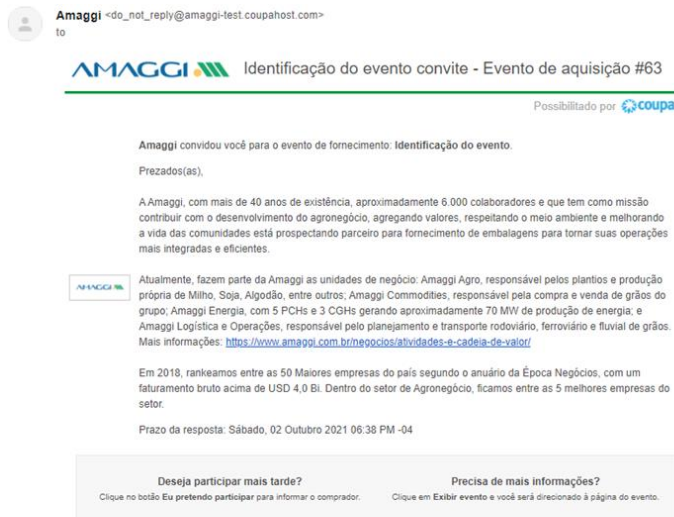 Amaggi <do_not_reply@amaggi-test.coupahost.com>
to
AMAGGI Identificação do evento convite - Evento de aquisição #63
Possibilitado por coupa
Amaggi convidou você para o evento de fornecimento: Identificação do evento.
Prezados(as),
A Amaggi, com mais de 40 anos de existência, aproximadamente 6.000 colaboradores e que tem como missão
contribuir com o desenvolvimento do agronegócio, agregando valores, respeitando o meio ambiente e melhorando
a vida das comunidades está prospectando parceiro para fornecimento de embalagens para tornar suas operações
mais integradas e eficientes.
AMAGGI
Atualmente, fazem parte da Amaggi as unidades de negócio: Amaggi Agro, responsável pelos plantios e produção
própria de Milho, Soja, Algodão, entre outros; Amaggi Commodities, responsável pela compra e venda de grãos do
grupo; Amaggi Energia, com 5 PCHs e 3 CGHs gerando aproximadamente 70 MW de produção de energia; e
Amaggi Logística e Operações, responsável pelo planejamento e transporte rodoviário, ferroviário e fluvial de grãos.
Mais informações: https://www.amaggi.com.br/negocios/atividades-e-cadeia-de-valor/
Em 2018, rankeamos entre as 50 Maiores empresas do país segundo o anuário da Época Negócios, com um
faturamento bruto acima de USD 4,0 Bi. Dentro do setor de Agronegócio, ficamos entre as 5 melhores empresas do
setor.
Prazo da resposta: Sábado, 02 Outubro 2021 06:38 PM -04
Deseja participar mais tarde?
Clique no botão Eu pretendo participar para informar o comprador.
Precisa de mais informações?
Clique em Exibir evento e você será direcionado à página do evento.